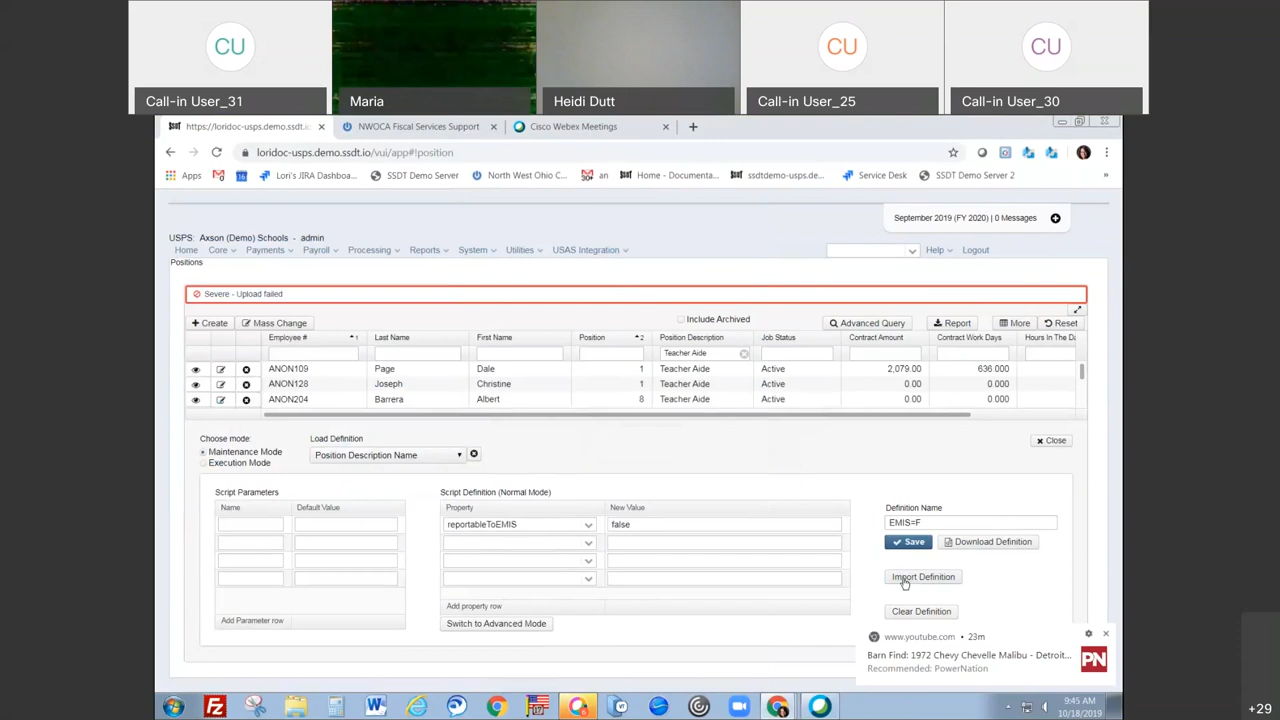 CU
CU
CU
Call-in User_31
Maria
Heidi Dutt
Call-in User_25
Call-in User_30
https://loridoc-usps.demo.ssdt.io/vui
NWOCA Fiscal Services Support
Cisco Webex Meetings
loridoc-usps.demo.ssdt.io/vui/app#!position
Apps
Lori's JIRA Dashboa...
SSDT Demo Server
North West Ohio C...
an
Home - Documenta...
ssdtdemo-usps.de...
Service Desk
SSDT Demo Server 2
September 2019 (FY 2020) | 0 Messages
USPS: Axson (Demo) Schools - admin
Home Core Payments Payroll Processing Reports System Utilities USAS Integration Help Logout
Positions
Severe - Upload failed
Create Mass Change Include Archived Advanced Query Report More Reset
Employee # 1 Last Name First Name Position 2 Position Description Job Status Contract Amount Contract Work Days Hours In The Da
Teacher Aide
ANON109 Page Dale 1 Teacher Aide Active 2,079.00 636.000
ANON128 Joseph Christine 1 Teacher Aide Active 0.00 0.000
ANON204 Barrera Albert 8 Teacher Aide Active 0.00 0.000
Choose mode: Load Definition
Close
Maintenance Mode
Position Description Name
Execution Mode
Script Parameters
Script Definition (Normal Mode)
Name Default Value
Property New Value
Definition Name
reportableToEMIS false
EMIS=F
Save
Download Definition
Import Definition
Add property row
Clear Definition
Add Parameter row
Switch to Advanced Mode
www.youtube.com • 23m
Barn Find: 1972 Chevy Chevelle Malibu - Detroit...
Recommended: PowerNation
PN
9:45 AM
10/18/2019
+29